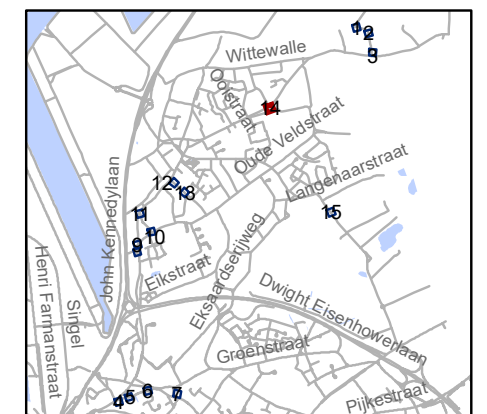 1
2
3
Wittewalle
Ooistraat
14
Oude Veldstraat
Langenaarstraat
12
13
15
11
10
9
8
John Kennedylaan
Eikstraat
Eksaardserijweg
Henri Farmanstraat
Singel
Dwight Eisenhowerlaan
Groenstraat
Pijkestraat
4
5
6
7